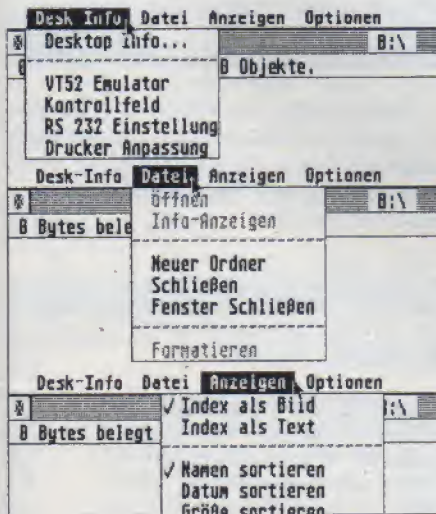 Desk Info Datei Anzeigen Optionen
Desktop Info... B:\
B Objekte.
VT52 Emulator
Kontrollfeld
RS 232 Einstellung
Drucker Anpassung
Desk-Info Datei Anzeigen Optionen
Öffnen B:\
Info-Anzeigen
B Bytes bele
Neuer Ordner
Schließen
Fenster Schließen
Formatieren
Desk-Info Datei Anzeigen Optionen
√ Index als Bild :\
Index als Text
B Bytes belegt
√ Namen sortieren
Datum sortieren
Größe sortieren